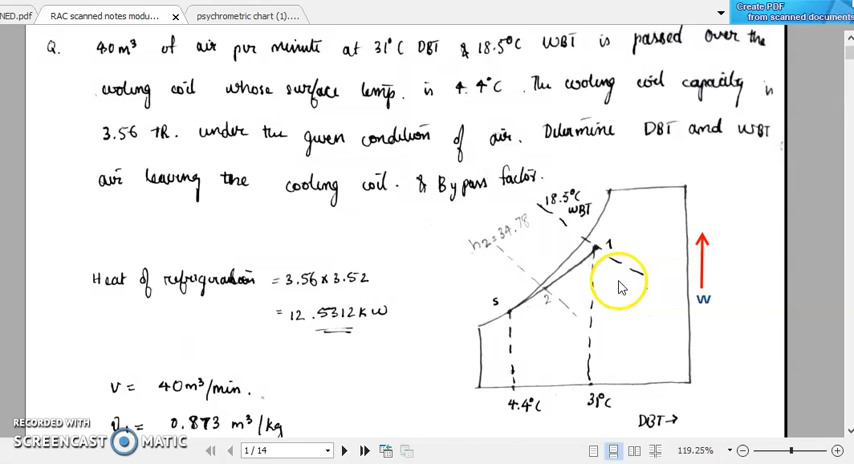 NED.pdf RAC scanned notes modu... × psychrometric chart (1)....
Create PDF
from scanned documents
Q. 40m³ of air per minute at 31°C DBT & 18.5°C WBT is passed over the
cooling coil whose surface temp. is 4.4°C. The cooling coil capacity is
3.56 TR. under the given condition of air. Determine DBT and WBT
air leaving the cooling coil. & Bypass factor.
18.5°C
WBT
h₂=34.78
1
Heat of refrigeration = 3.56 × 3.52
= 12.5312 kW
s
2
W
V = 40 m³/min.
0.873 m³/kg
4.4°C
31°C
DBT→
RECORDED WITH
SCREENCAST MATIC
1 / 14
119.25%